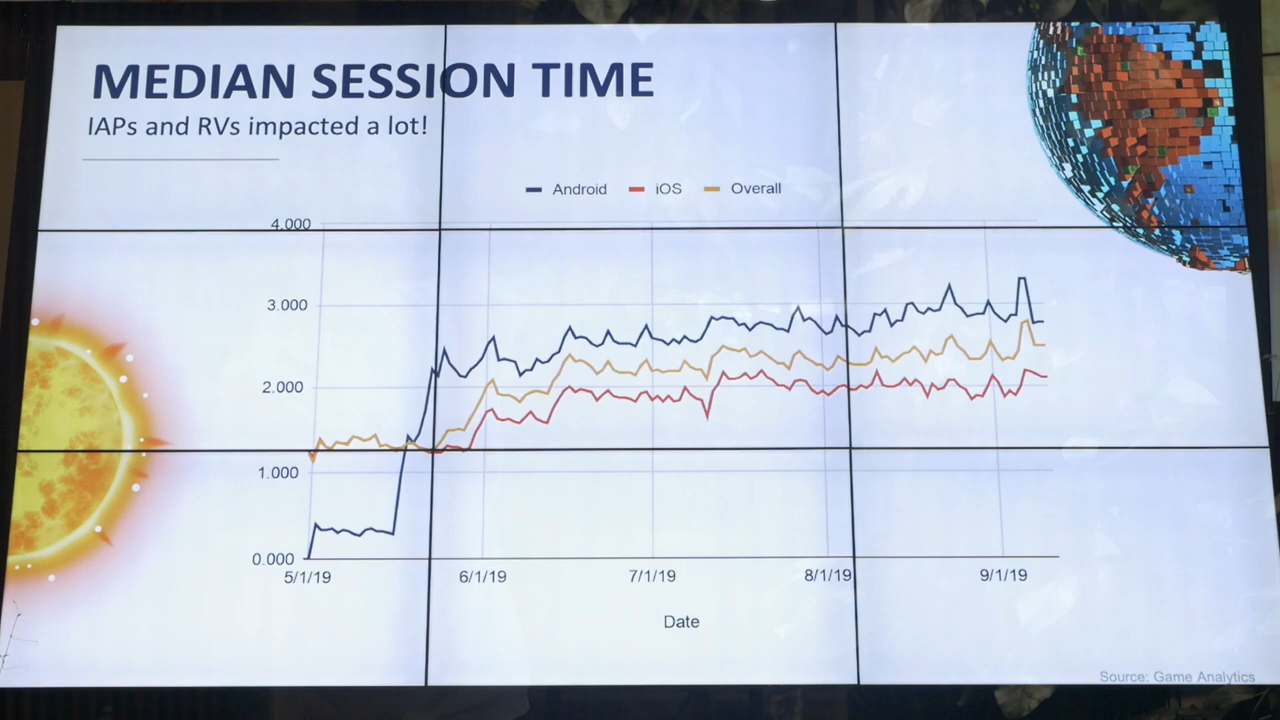 MEDIAN SESSION TIME
IAPs and RVs impacted a lot!
Android iOS Overall
4.000
3.000
2.000
1.000
0.000
5/1/19 6/1/19 7/1/19 8/1/19 9/1/19
Date
Source: Game Analytics